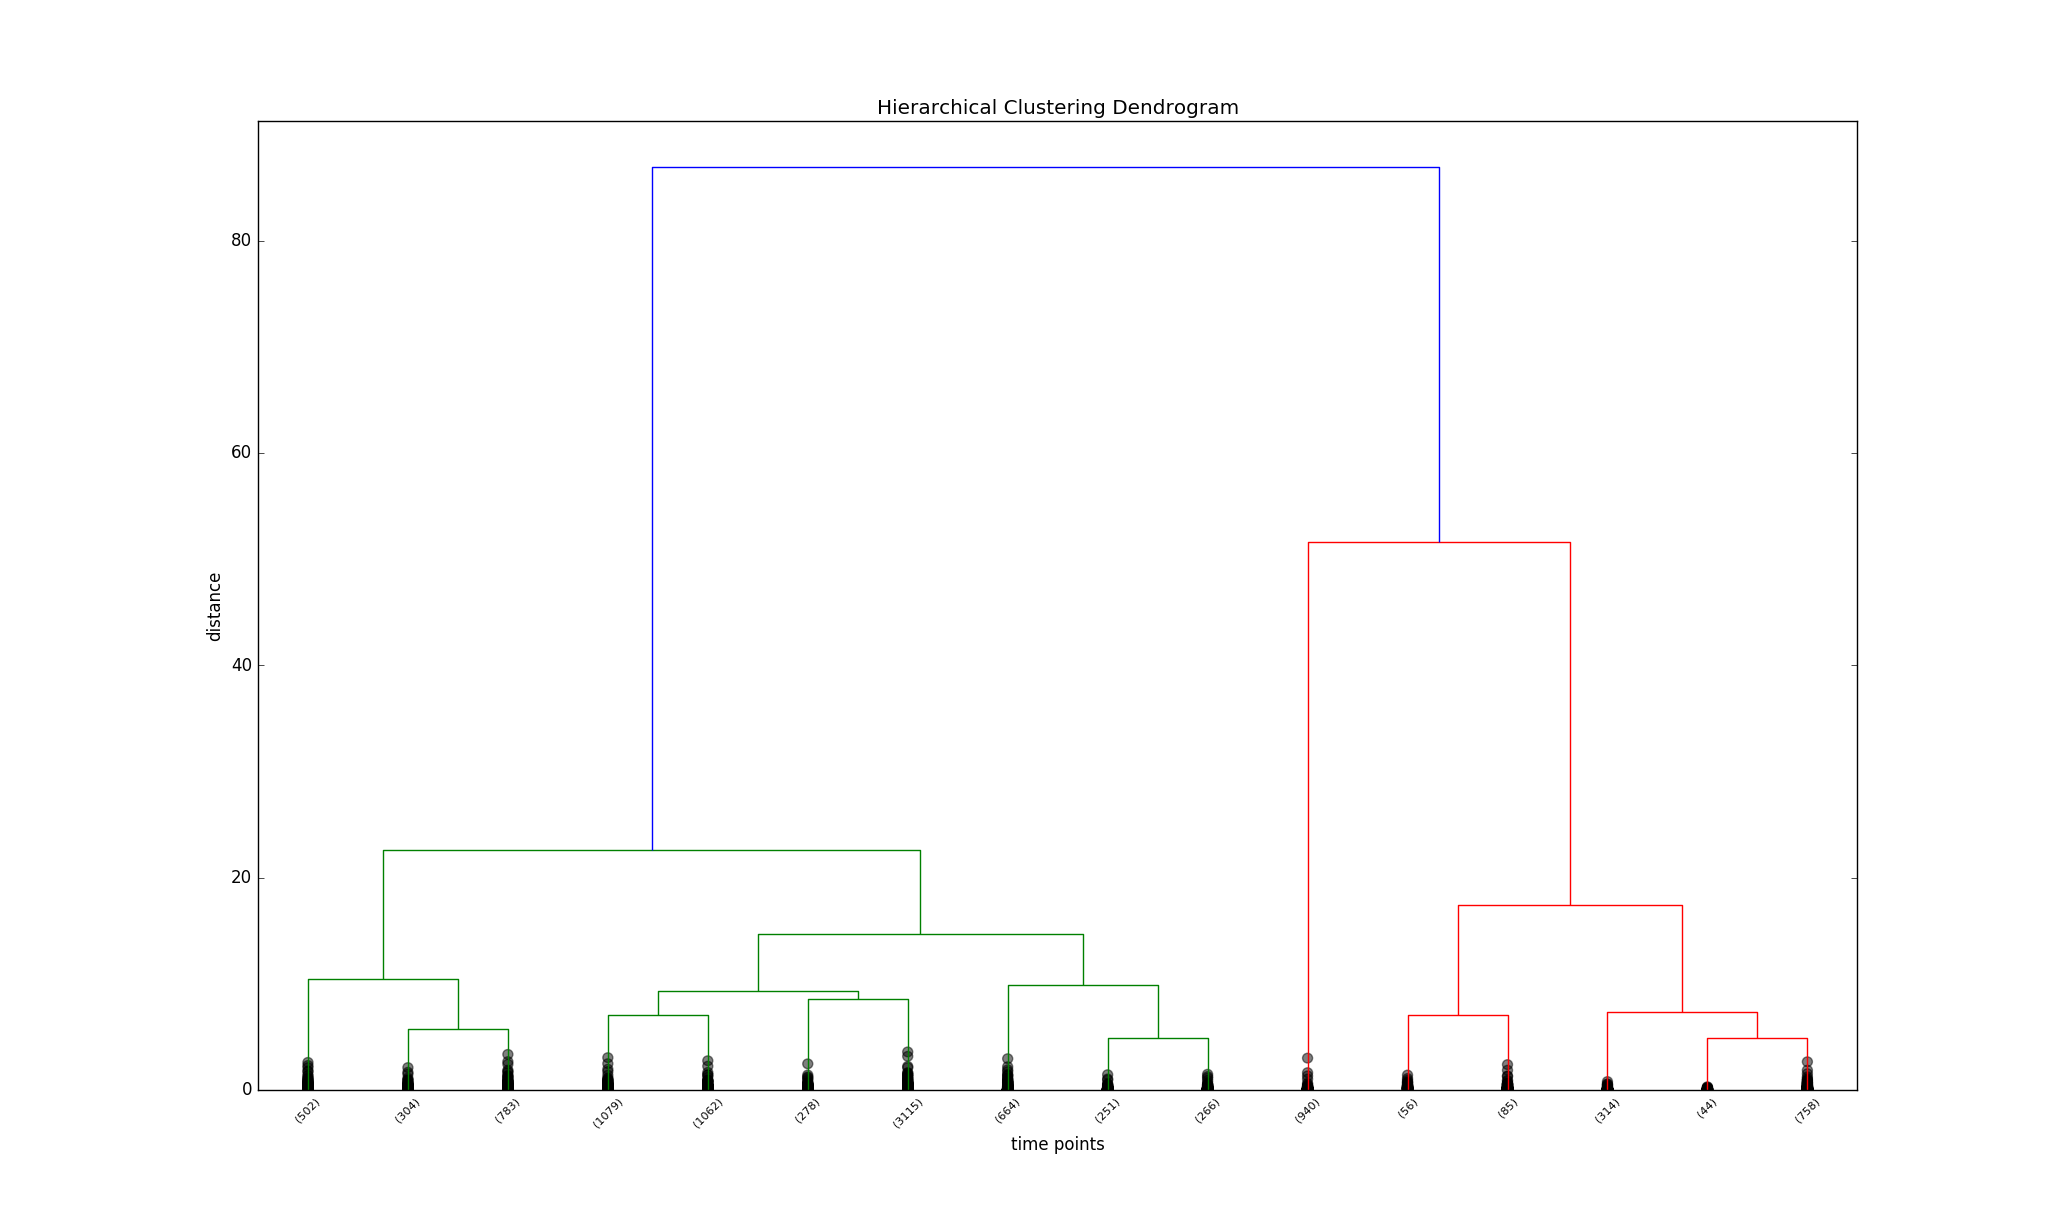 Hierarchical Clustering Dendrogram
80
60
40
20
0
distance
(502) (304) (783) (1079) (1062) (278) (3115) (664) (251) (266) (940) (56) (85) (314) (44) (758)
time points